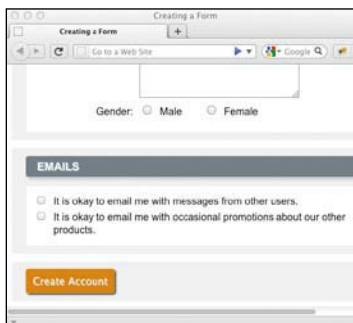 Creating a Form
Creating a Form
Go to a Web Site
Google
Gender: Male Female
EMAILS
It is okay to email me with messages from other users.
It is okay to email me with occasional promotions about our other
products.
Create Account